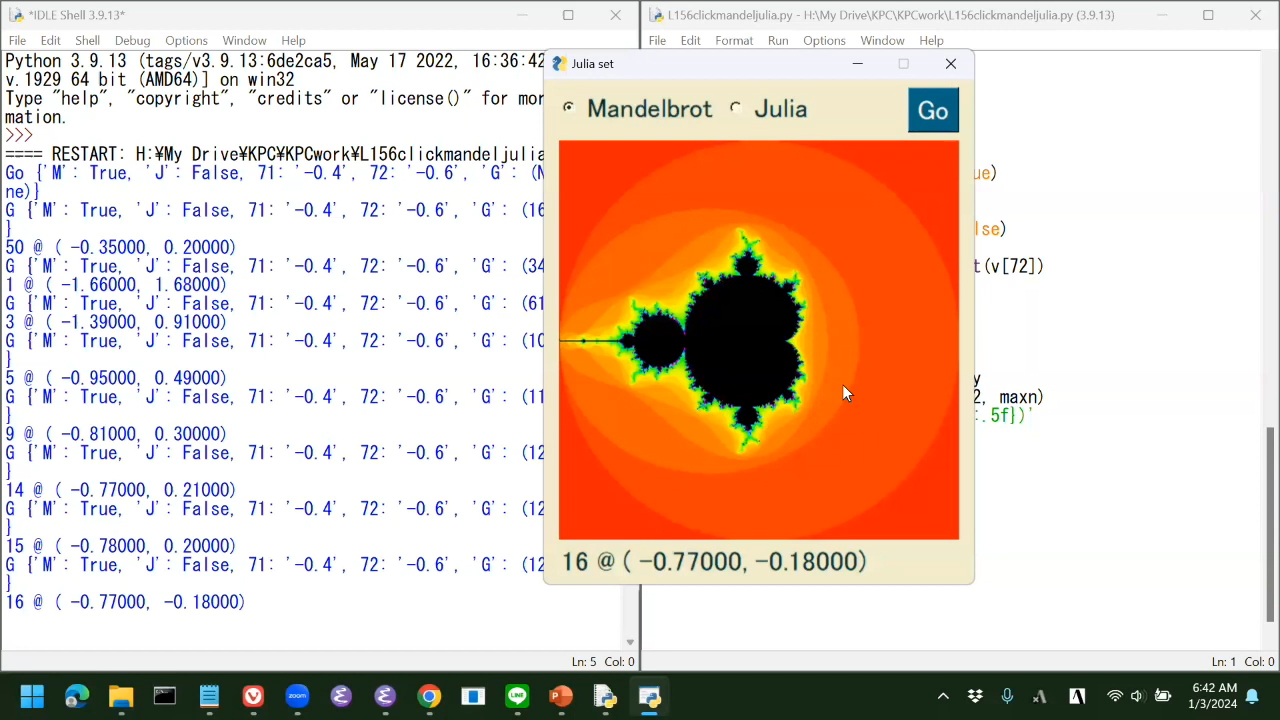 *IDLE Shell 3.9.13*
File Edit Shell Debug Options Window Help
Python 3.9.13 (tags/v3.9.13:6de2ca5, May 17 2022, 16:36:42
v.1929 64 bit (AMD64)] on win32
Type "help", "copyright", "credits" or "license()" for mor
mation.
>>>
==== RESTART: H:¥My Drive¥KPC¥KPCwork¥L156clickmandeljulia
Go {'M': True, 'J': False, 71: '-0.4', 72: '-0.6', 'G': (N
ne)}
G {'M': True, 'J': False, 71: '-0.4', 72: '-0.6', 'G': (16
}
50 @ ( -0.35000, 0.20000)
G {'M': True, 'J': False, 71: '-0.4', 72: '-0.6', 'G': (34
1 @ ( -1.66000, 1.68000)
G {'M': True, 'J': False, 71: '-0.4', 72: '-0.6', 'G': (61
3 @ ( -1.39000, 0.91000)
G {'M': True, 'J': False, 71: '-0.4', 72: '-0.6', 'G': (10
}
5 @ ( -0.95000, 0.49000)
G {'M': True, 'J': False, 71: '-0.4', 72: '-0.6', 'G': (11
}
9 @ ( -0.81000, 0.30000)
G {'M': True, 'J': False, 71: '-0.4', 72: '-0.6', 'G': (12
}
14 @ ( -0.77000, 0.21000)
G {'M': True, 'J': False, 71: '-0.4', 72: '-0.6', 'G': (12
}
15 @ ( -0.78000, 0.20000)
G {'M': True, 'J': False, 71: '-0.4', 72: '-0.6', 'G': (12
}
16 @ ( -0.77000, -0.18000)
Ln: 5 Col: 0
L156clickmandeljulia.py - H:\My Drive\KPC\KPCwork\L156clickmandeljulia.py (3.9.13)
File Edit Format Run Options Window Help
ue)
lse)
t(v[72])
y
2, maxn)
:.5f})'
Ln: 1 Col: 0
Julia set
Mandelbrot Julia Go
16 @ ( -0.77000, -0.18000)
zoom
LINE
A
6:42 AM
1/3/2024